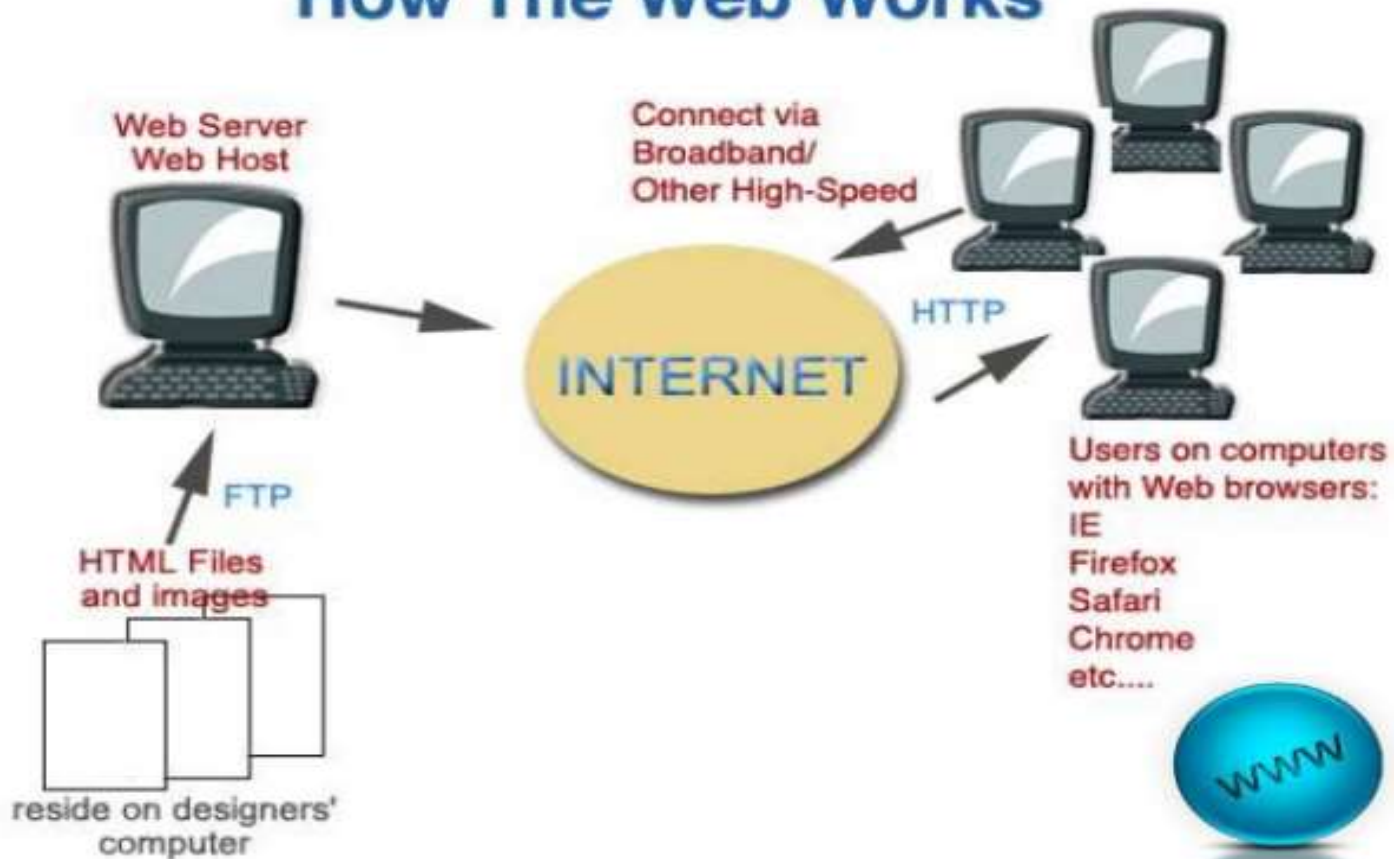 How The Web Works
Web Server
Web Host
Connect via
Broadband/
Other High-Speed
INTERNET
HTTP
FTP
HTML Files
and images
reside on designers'
computer
Users on computers
with Web browsers:
IE
Firefox
Safari
Chrome
etc....
WWW